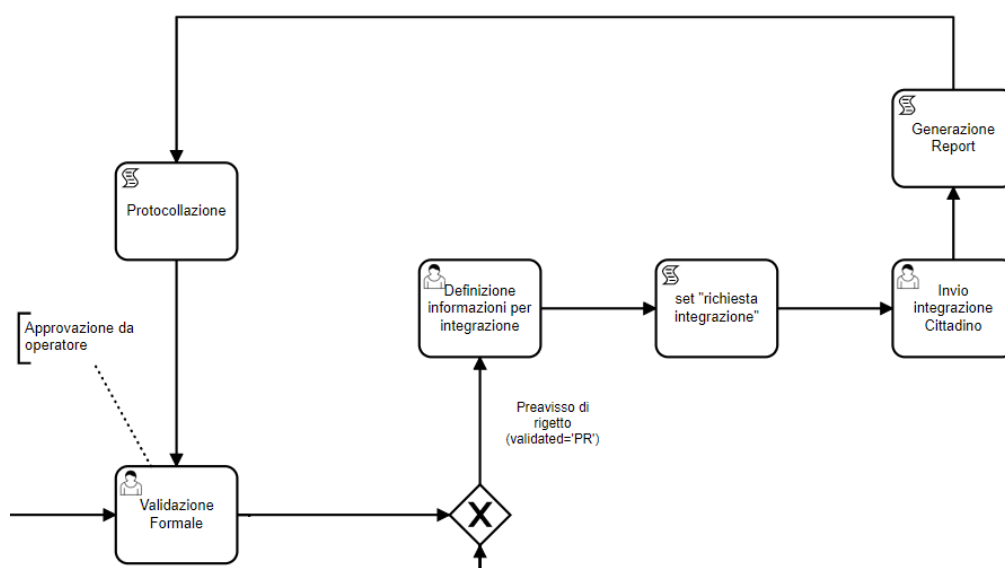 Generazione
Report
Protocollazione
Definizione
informazioni per
integrazione
set "richiesta
integrazione"
Invio
integrazione
Cittadino
Approvazione da
operatore
Preavviso di
rigetto
(validated='PR')
Validazione
Formale